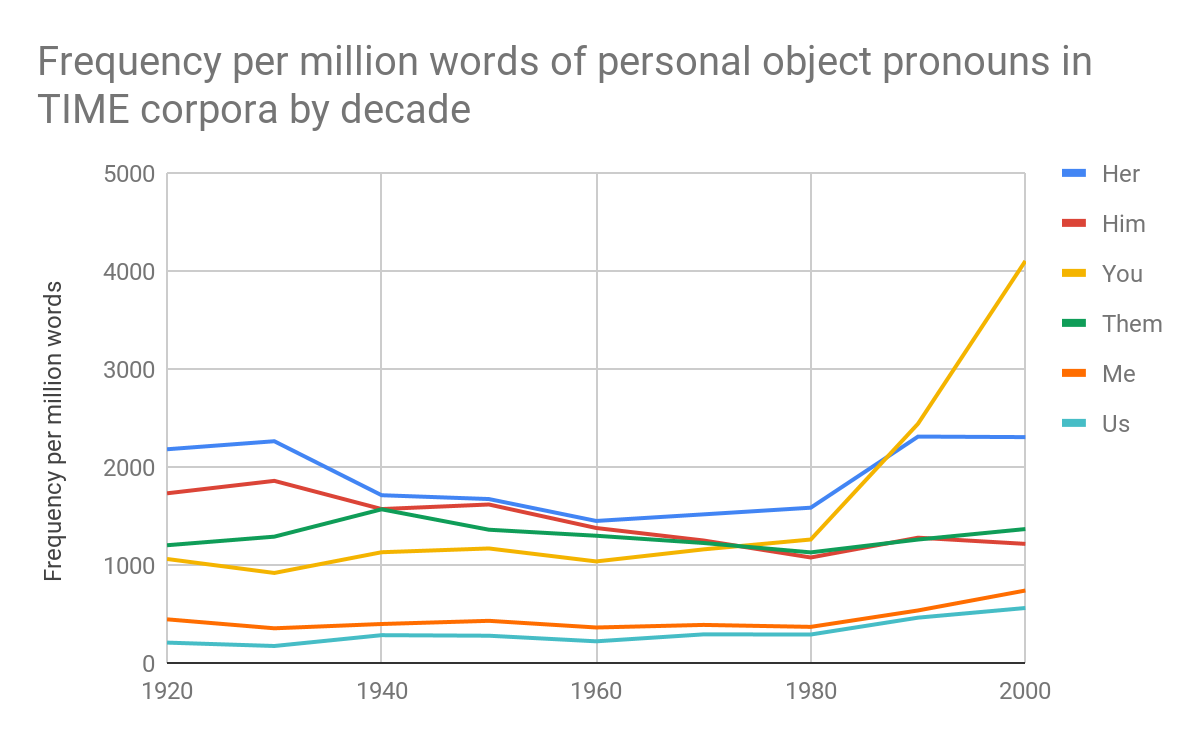 Frequency per million words of personal object pronouns in
TIME corpora by decade
Frequency per million words
5000
4000
3000
2000
1000
0
1920
1940
1960
1980
2000
Her
Him
You
Them
Me
Us